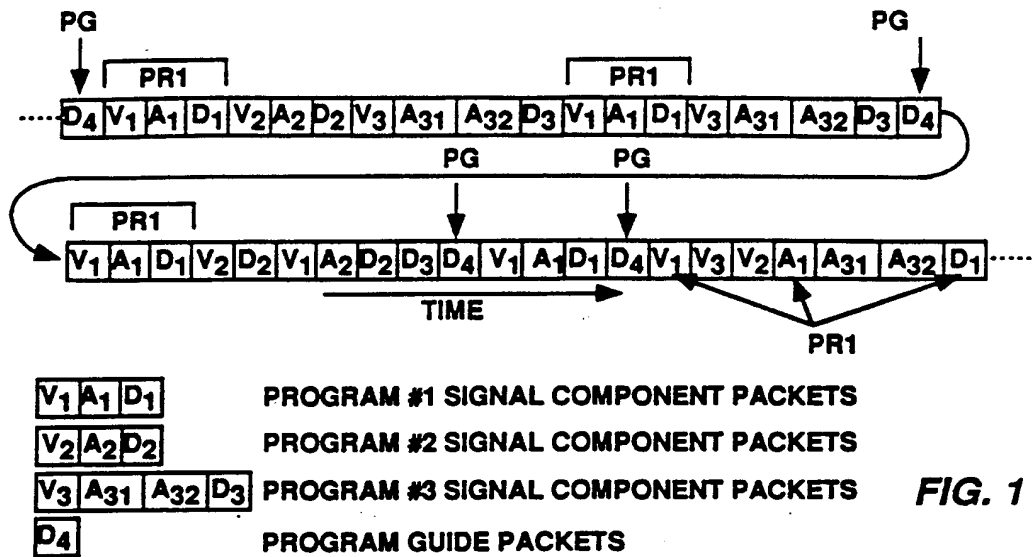 PG PG
PR1 PR1
D4 V1 A1 D1 V2 A2 D2 V3 A31 A32 D3 V1 A1 D1 V3 A31 A32 D3 D4
PG PG
PR1
V1 A1 D1 V2 D2 V1 A2 D2 D3 D4 V1 A1 D1 D4 V1 V3 V2 A1 A31 A32 D1
TIME
PR1
V1 A1 D1 PROGRAM #1 SIGNAL COMPONENT PACKETS
V2 A2 D2 PROGRAM #2 SIGNAL COMPONENT PACKETS
V3 A31 A32 D3 PROGRAM #3 SIGNAL COMPONENT PACKETS
FIG. 1
D4 PROGRAM GUIDE PACKETS